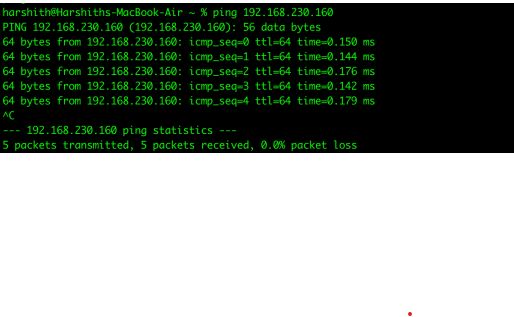 harshith@Harshiths-MacBook-Air ~ % ping 192.168.230.160
PING 192.168.230.160 (192.168.230.160): 56 data bytes
64 bytes from 192.168.230.160: icmp_seq=0 ttl=64 time=0.150 ms
64 bytes from 192.168.230.160: icmp_seq=1 ttl=64 time=0.144 ms
64 bytes from 192.168.230.160: icmp_seq=2 ttl=64 time=0.176 ms
64 bytes from 192.168.230.160: icmp_seq=3 ttl=64 time=0.142 ms
64 bytes from 192.168.230.160: icmp_seq=4 ttl=64 time=0.179 ms
^C
--- 192.168.230.160 ping statistics ---
5 packets transmitted, 5 packets received, 0.0% packet loss